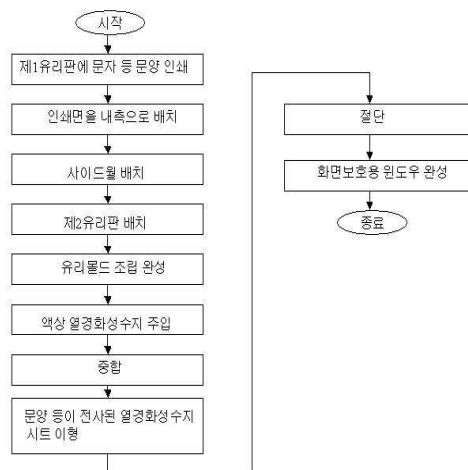 시작
제1유리판에 문자 등 문양 인쇄
인쇄면을 내측으로 배치
사이드월 배치
제2유리판 배치
유리몰드 조립 완성
액상 열경화성수지 주입
중합
문양 등이 전사된 열경화성수지
시트 이형
절단
화면보호용 윈도우 완성
종료